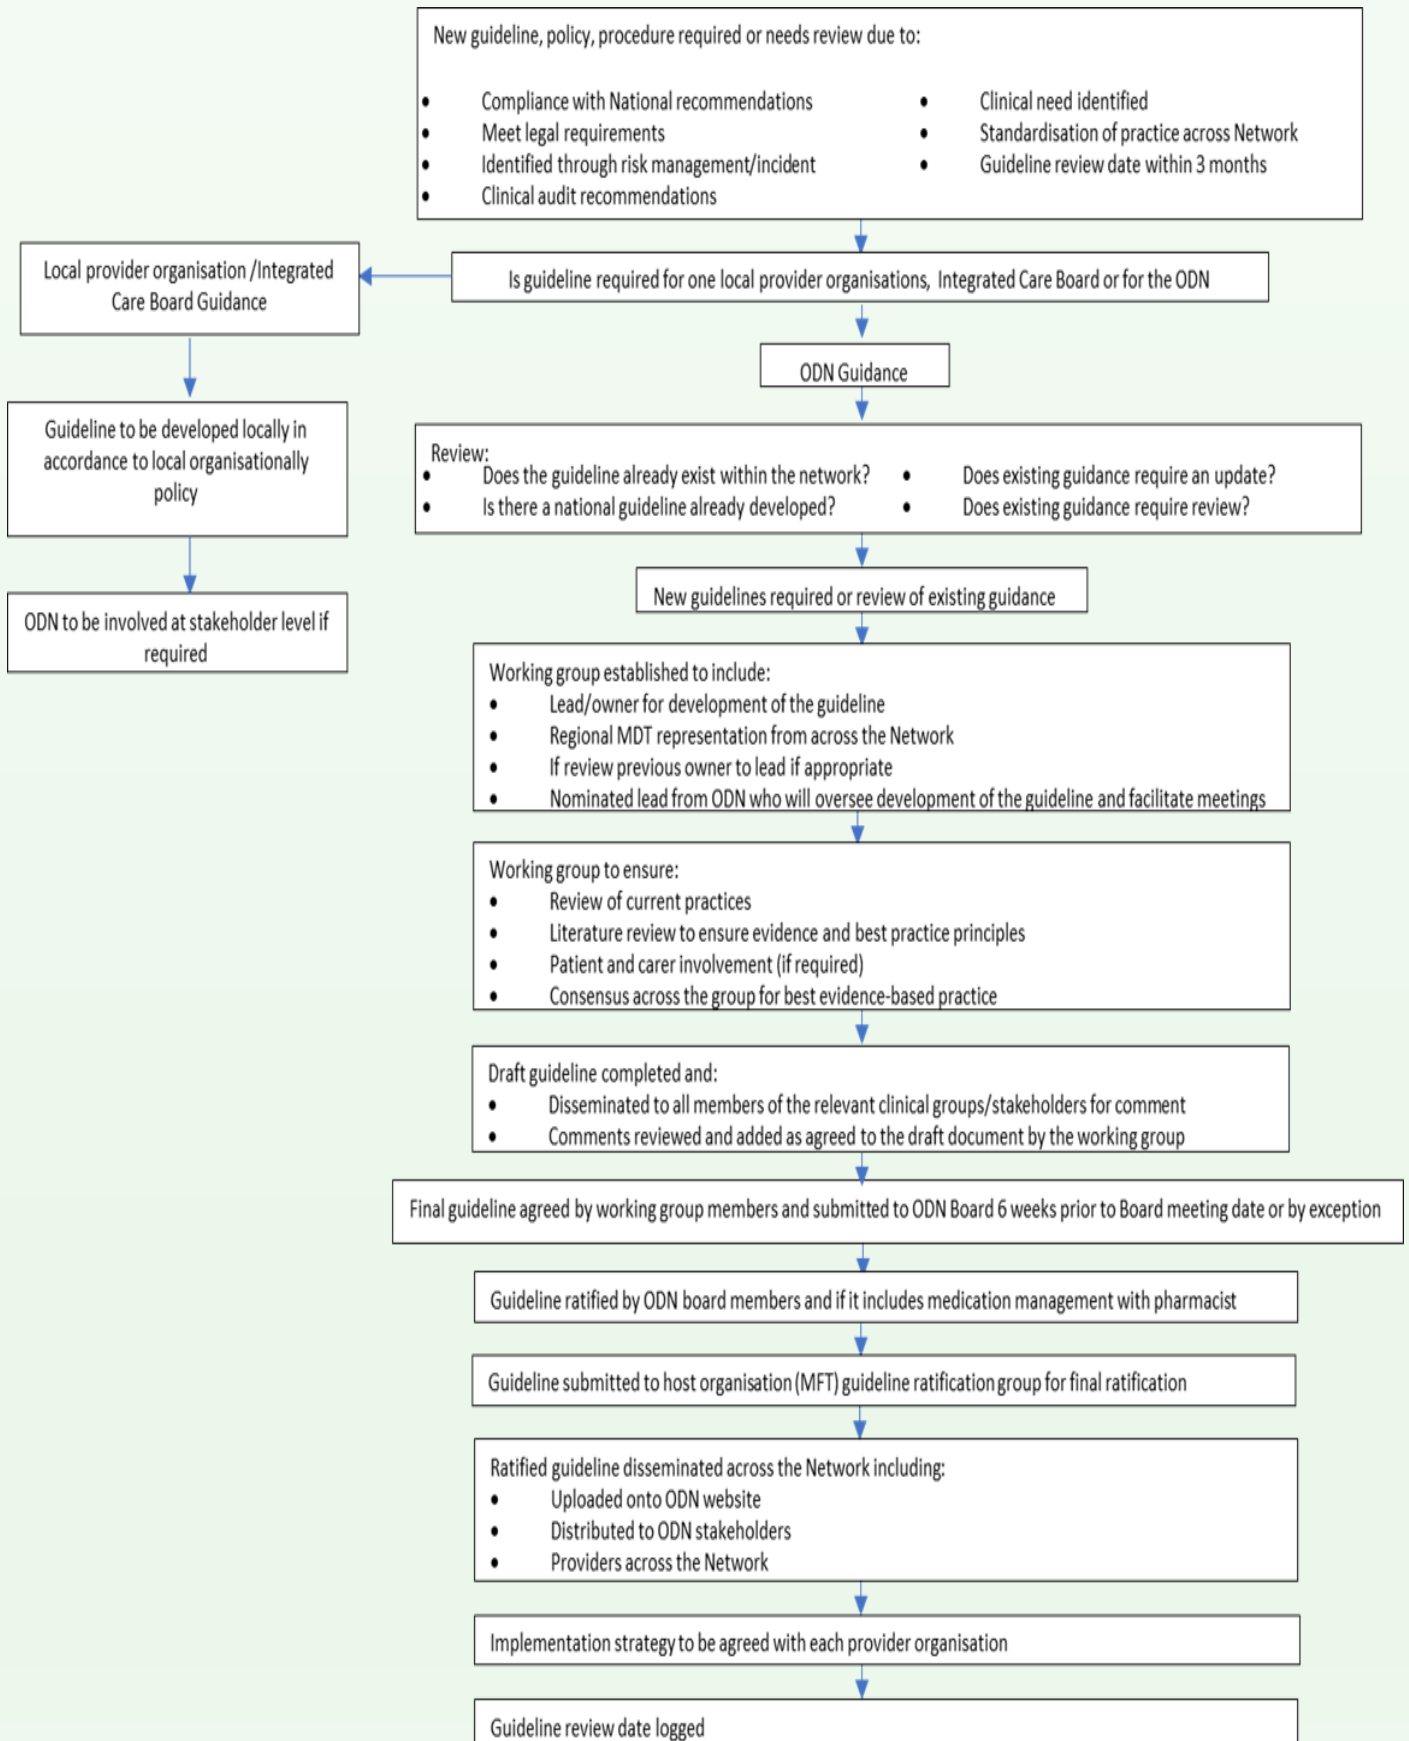 New guideline, policy, procedure required or needs review due to:
• Compliance with National recommendations
• Meet legal requirements
• Identified through risk management/incident
• Clinical audit recommendations
• Clinical need identified
• Standardisation of practice across Network
• Guideline review date within 3 months
Is guideline required for one local provider organisations, Integrated Care Board or for the ODN
Local provider organisation /Integrated
Care Board Guidance
Guideline to be developed locally in
accordance to local organisationally
policy
ODN to be involved at stakeholder level if
required
ODN Guidance
Review:
• Does the guideline already exist within the network?
• Is there a national guideline already developed?
• Does existing guidance require an update?
• Does existing guidance require review?
New guidelines required or review of existing guidance
Working group established to include:
• Lead/owner for development of the guideline
• Regional MDT representation from across the Network
• If review previous owner to lead if appropriate
• Nominated lead from ODN who will oversee development of the guideline and facilitate meetings
Working group to ensure:
• Review of current practices
• Literature review to ensure evidence and best practice principles
• Patient and carer involvement (if required)
• Consensus across the group for best evidence-based practice
Draft guideline completed and:
• Disseminated to all members of the relevant clinical groups/stakeholders for comment
• Comments reviewed and added as agreed to the draft document by the working group
Final guideline agreed by working group members and submitted to ODN Board 6 weeks prior to Board meeting date or by exception
Guideline ratified by ODN board members and if it includes medication management with pharmacist
Guideline submitted to host organisation (MFT) guideline ratification group for final ratification
Ratified guideline disseminated across the Network including:
• Uploaded onto ODN website
• Distributed to ODN stakeholders
• Providers across the Network
Implementation strategy to be agreed with each provider organisation
Guideline review date logged